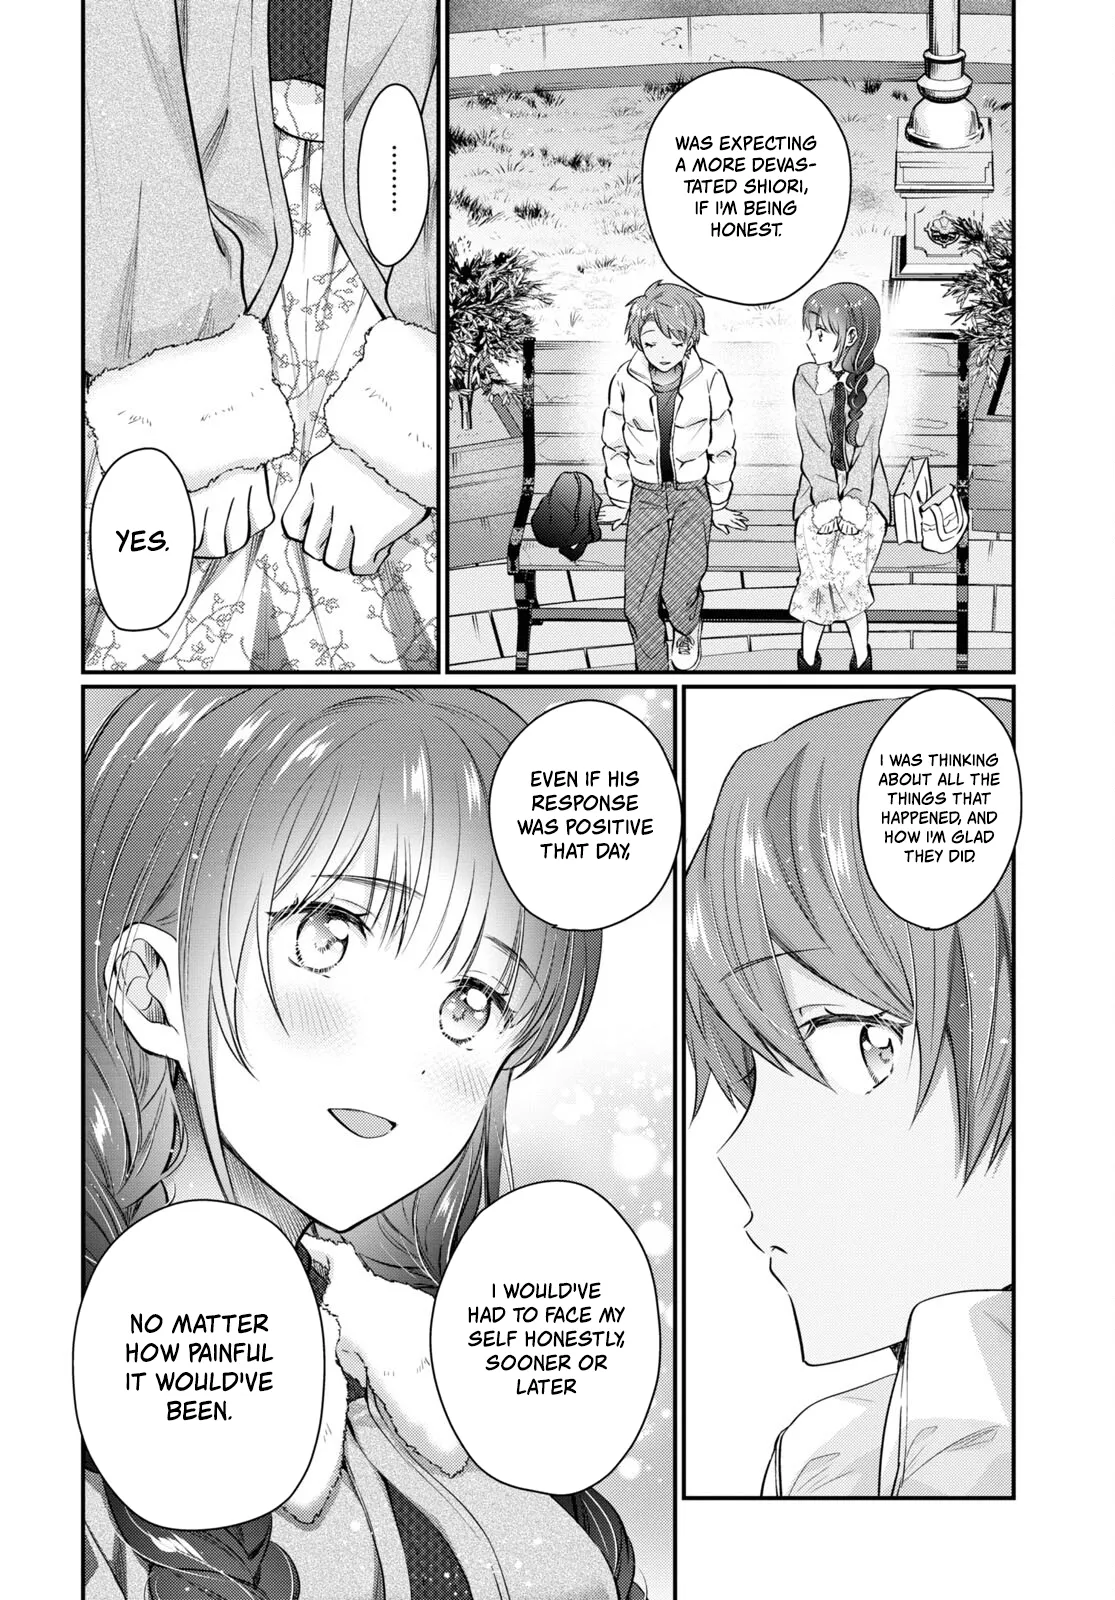 WAS EXPECTING
A MORE DEVAS-
TATED SHIORI,
IF I'M BEING
HONEST.
.........
YES.
I WAS THINKING
ABOUT ALL THE
THINGS THAT
HAPPENED, AND
HOW I'M GLAD
THEY DID.
EVEN IF HIS
RESPONSE
WAS POSITIVE
THAT DAY,
I WOULD'VE
HAD TO FACE MY
SELF HONESTLY,
SOONER OR
LATER
NO MATTER
HOW PAINFUL
IT WOULD'VE
BEEN.